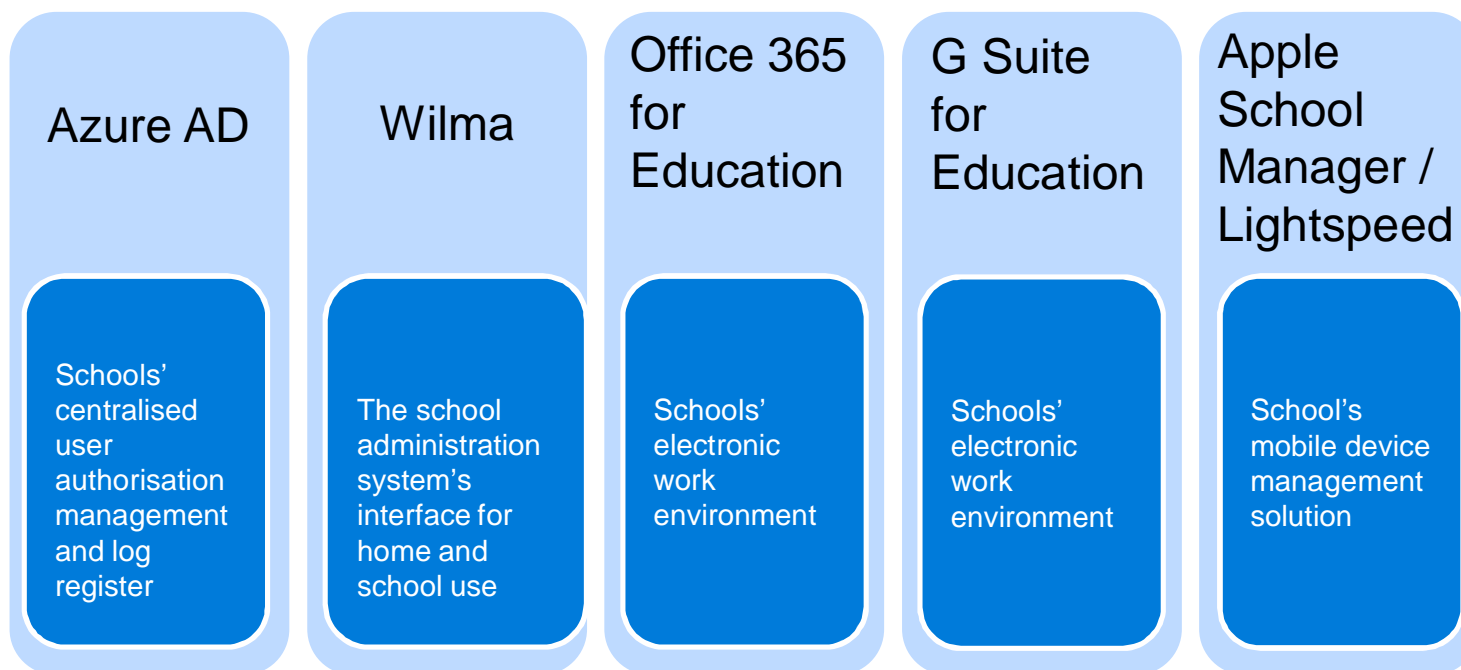 Azure AD
Schools’
centralised
user
authorisation
management
and log
register
Wilma
The school
administration
system’s
interface for
home and
school use
Office 365
for
Education
Schools’
electronic
work
environment
G Suite
for
Education
Schools’
electronic
work
environment
Apple
School
Manager /
Lightspeed
School’s
mobile device
management
solution